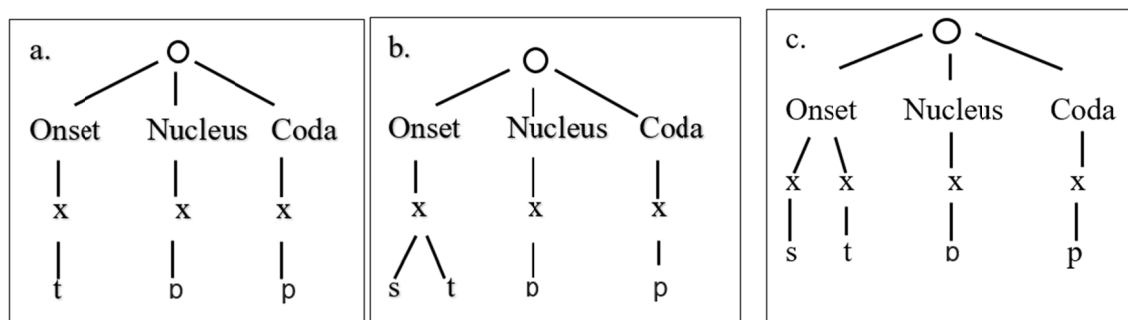 a.
Onset Nucleus Coda
x x x
t ɒ p
b.
Onset Nucleus Coda
x x x
s t ɒ p
c.
Onset Nucleus Coda
x x x x
s t ɒ p